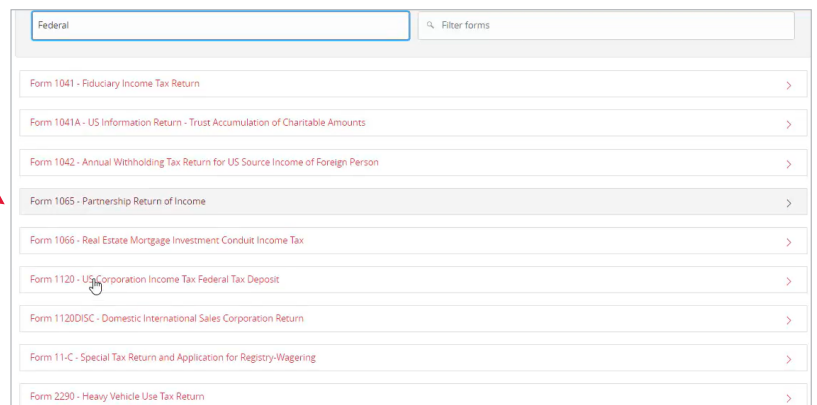 Federal
Filter forms
Form 1041 - Fiduciary Income Tax Return
Form 1041A - US Information Return - Trust Accumulation of Charitable Amounts
Form 1042 - Annual Withholding Tax Return for US Source Income of Foreign Person
Form 1065 - Partnership Return of Income
Form 1066 - Real Estate Mortgage Investment Conduit Income Tax
Form 1120 - US Corporation Income Tax Federal Tax Deposit
Form 1120DISC - Domestic International Sales Corporation Return
Form 11-C - Special Tax Return and Application for Registry-Wagering
Form 2290 - Heavy Vehicle Use Tax Return